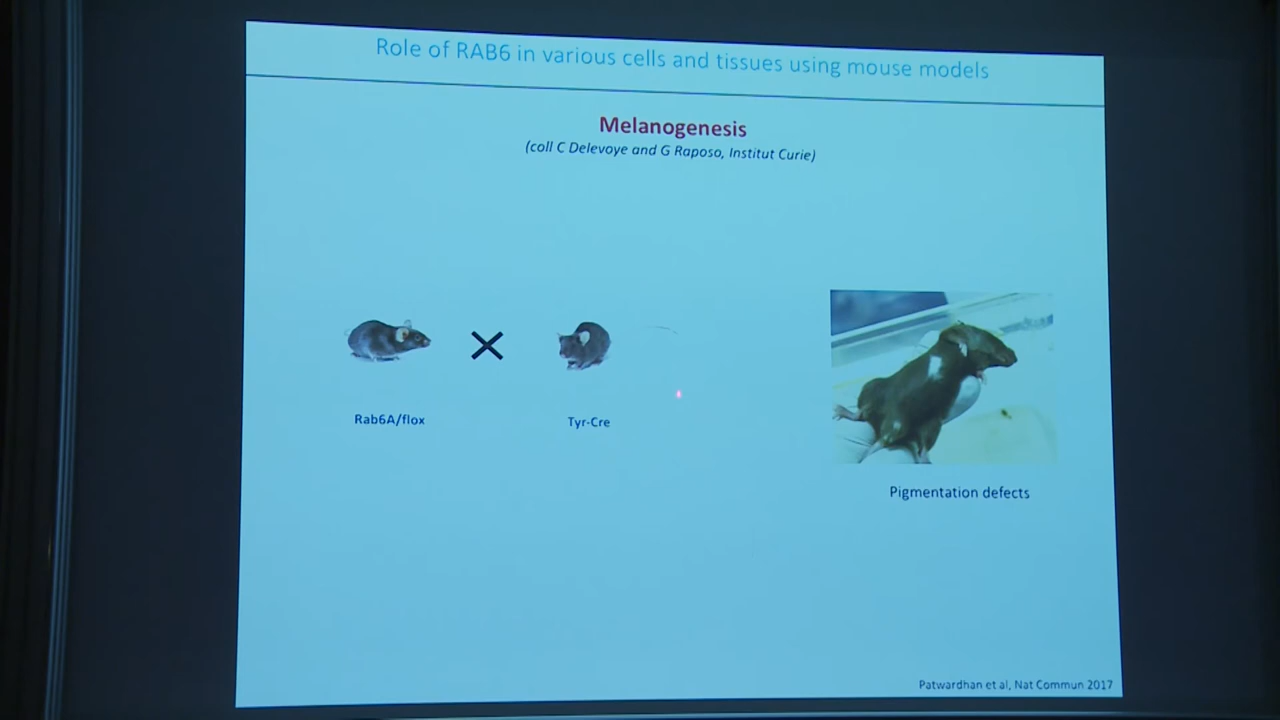 Role of RAB6 in various cells and tissues using mouse models
Melanogenesis
(coll C Delevoye and G Raposo, Institut Curie)
Rab6A/flox
Tyr-Cre
Pigmentation defects
Patwardhan et al, Nat Commun 2017